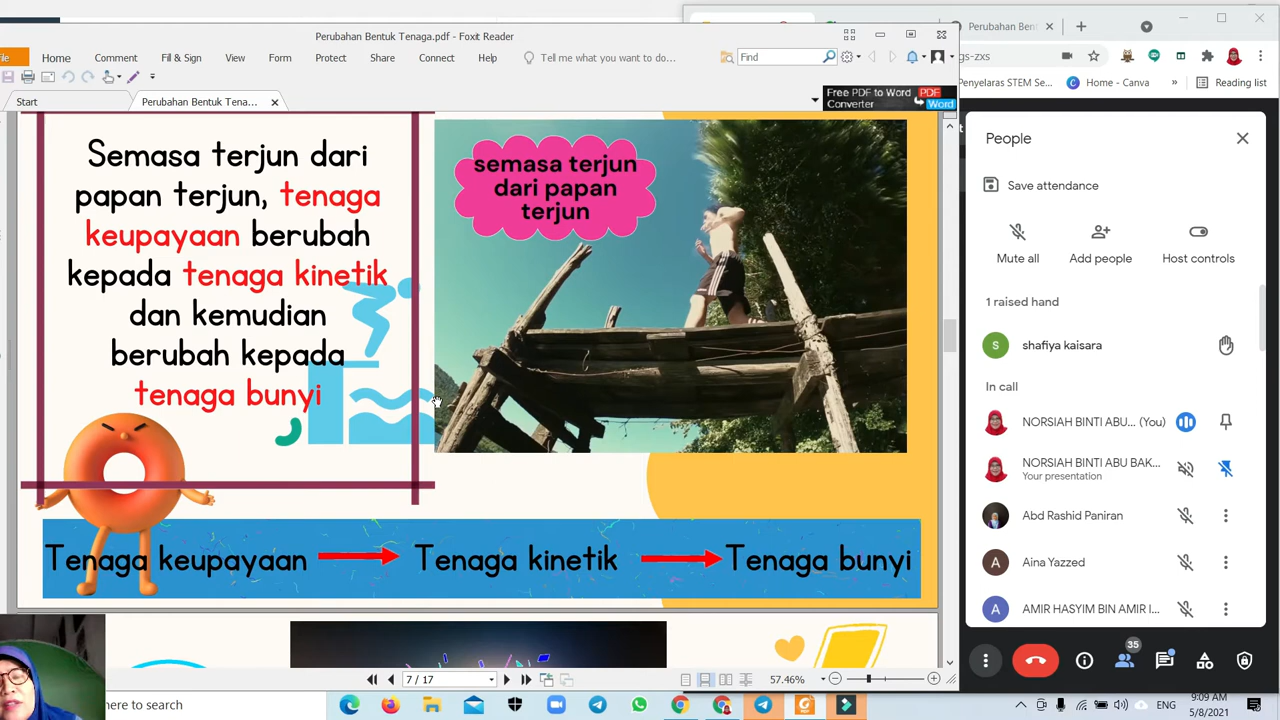 Perubahan Bentuk Tenaga.pdf - Foxit Reader
File
Home
Comment
Fill & Sign
View
Form
Protect
Share
Connect
Help
Tell me what you want to do...
Find
Start
Perubahan Bentuk Tena...
Free PDF to Word
Converter
PDF
Word
Semasa terjun dari
papan terjun, tenaga
keupayaan berubah
kepada tenaga kinetik
dan kemudian
berubah kepada
tenaga bunyi
semasa terjun
dari papan
terjun
Tenaga keupayaan
Tenaga kinetik
Tenaga bunyi
7 / 17
57.46%
Perubahan Ben
gs-zxs
Penyelaras STEM Se...
Home - Canva
»
Reading list
People
Save attendance
Mute all
Add people
Host controls
1 raised hand
S
shafiya kaisara
In call
NORSIAH BINTI ABU... (You)
NORSIAH BINTI ABU BAK...
Your presentation
Abd Rashid Paniran
A
Aina Yazzed
A
AMIR HASYIM BIN AMIR I...
35
here to search
ENG
9:09 AM
5/8/2021